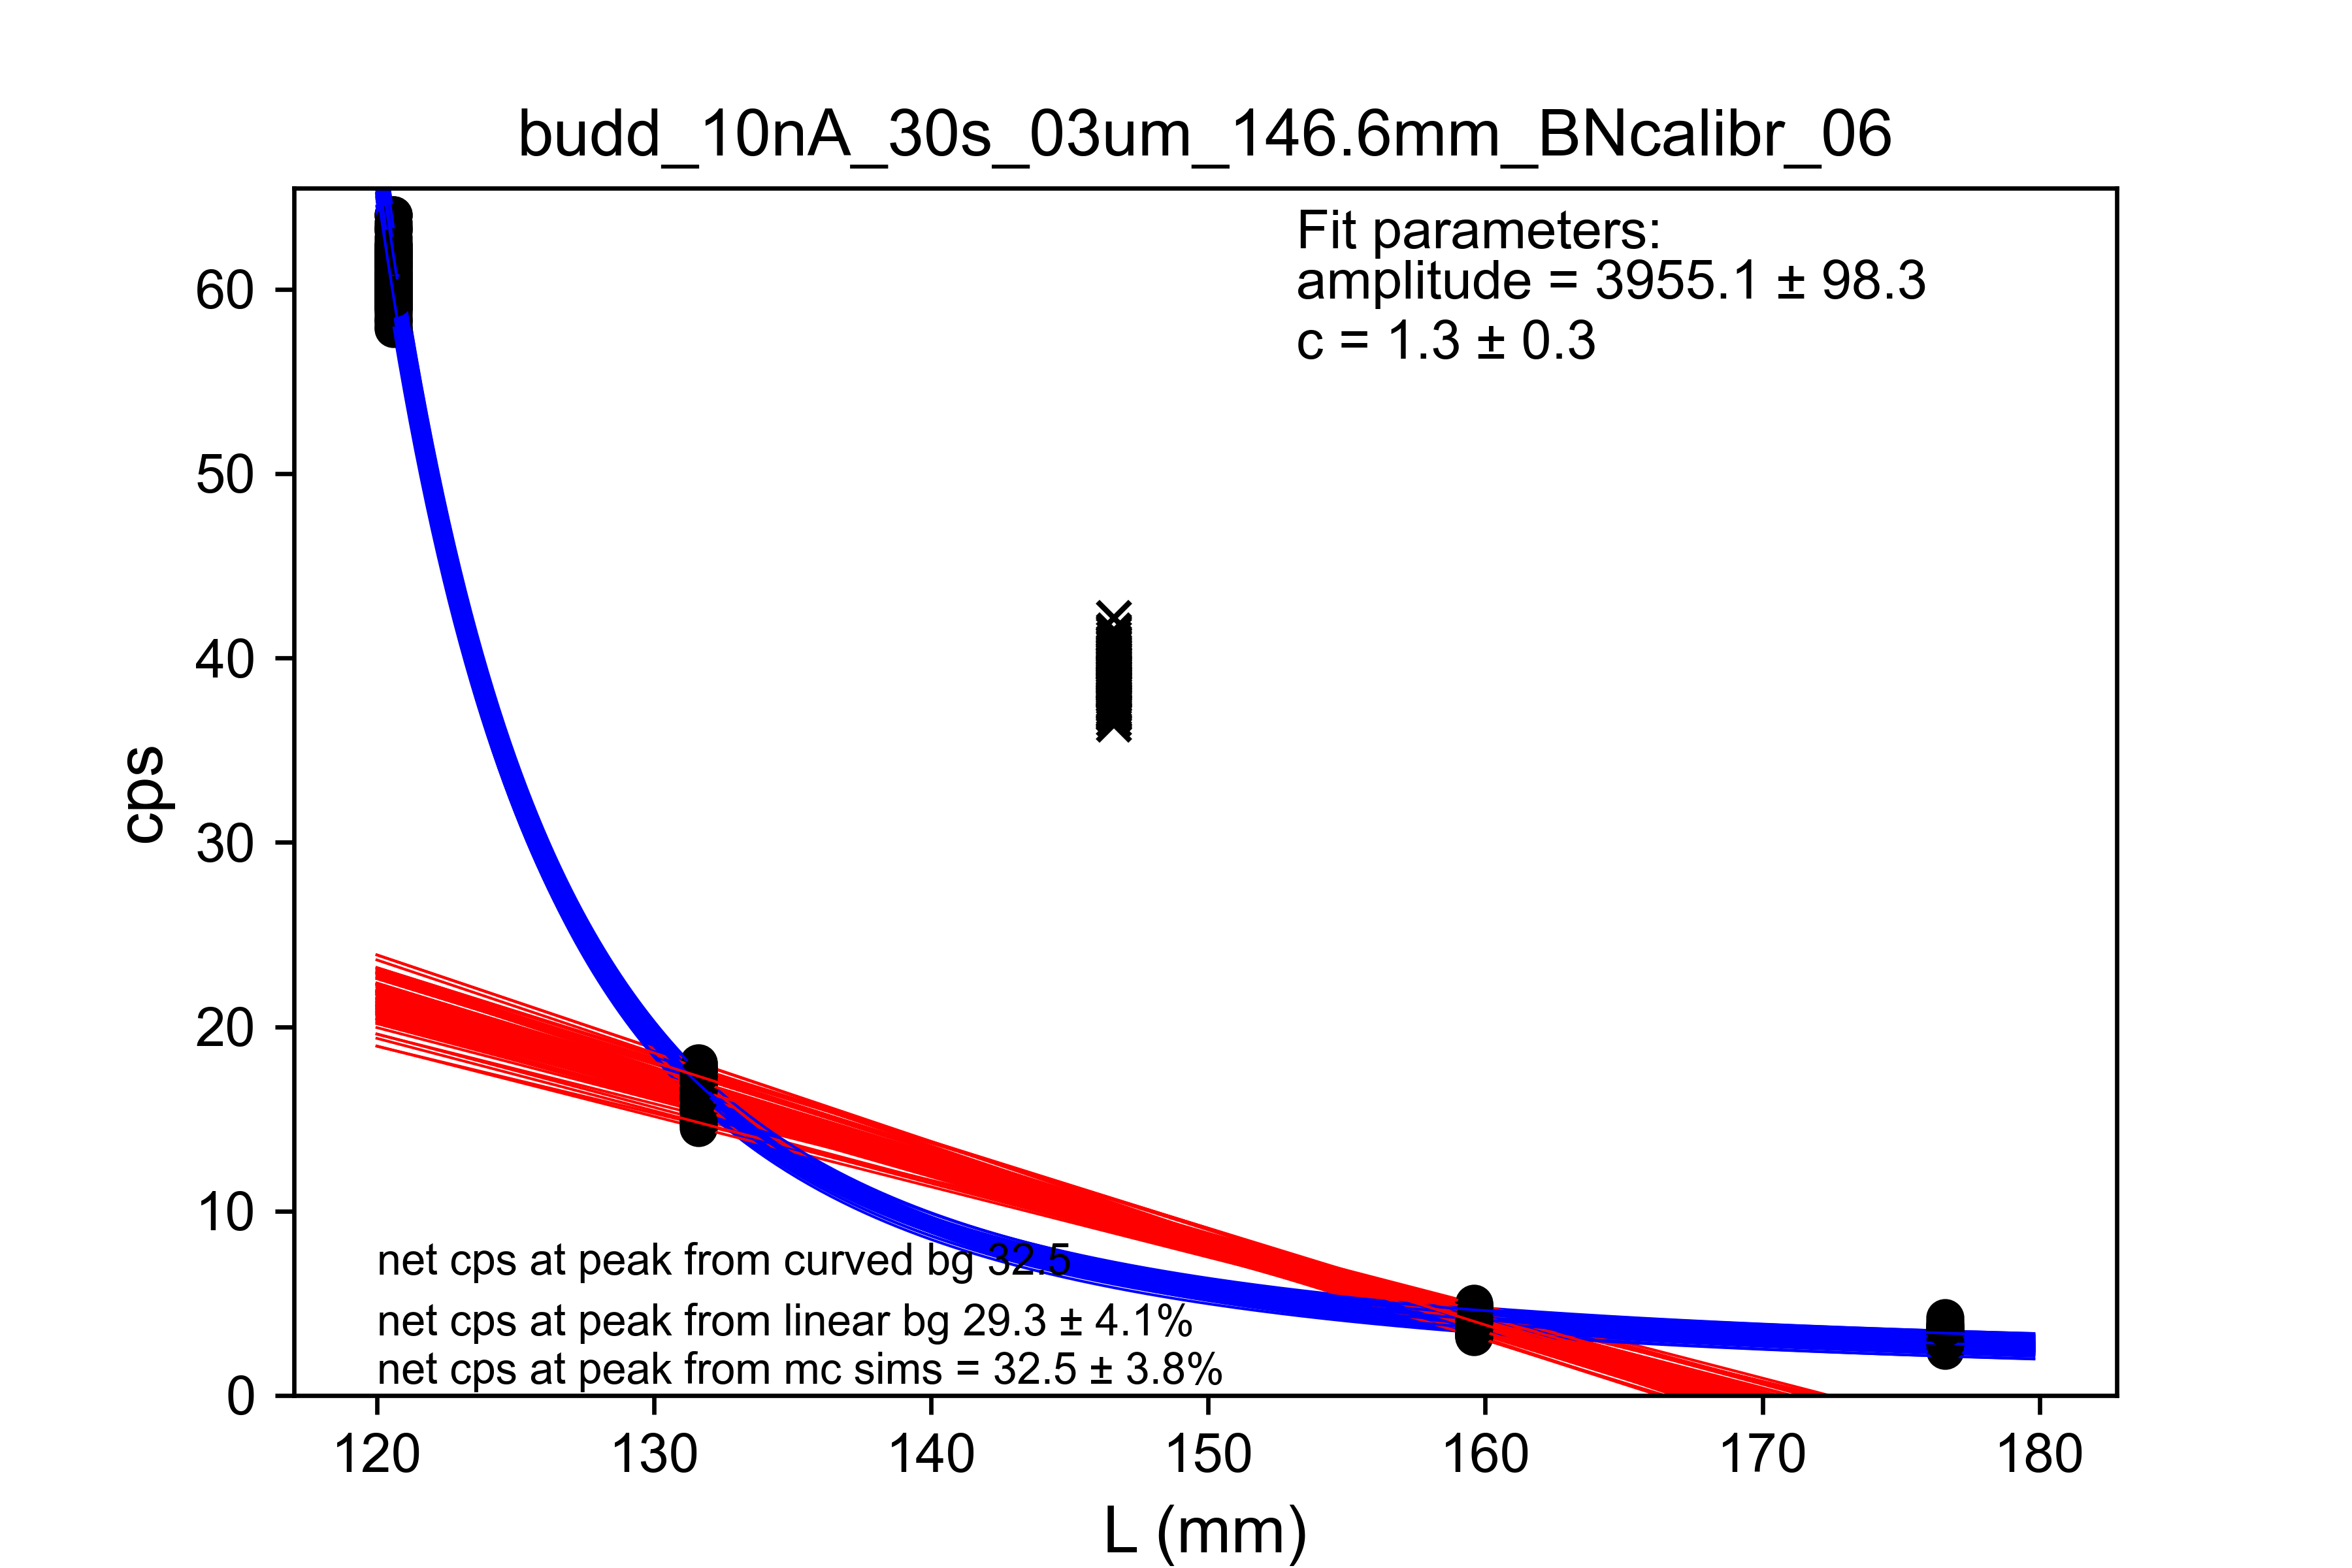 budd_10nA_30s_03um_146.6mm_BNcalibr_06
Fit parameters:
amplitude = 3955.1 ± 98.3
c = 1.3 ± 0.3
60
50
40
30
20
10
0
cps
net cps at peak from curved bg 32.5
net cps at peak from linear bg 29.3 ± 4.1%
net cps at peak from mc sims = 32.5 ± 3.8%
120 130 140 150 160 170 180
L (mm)